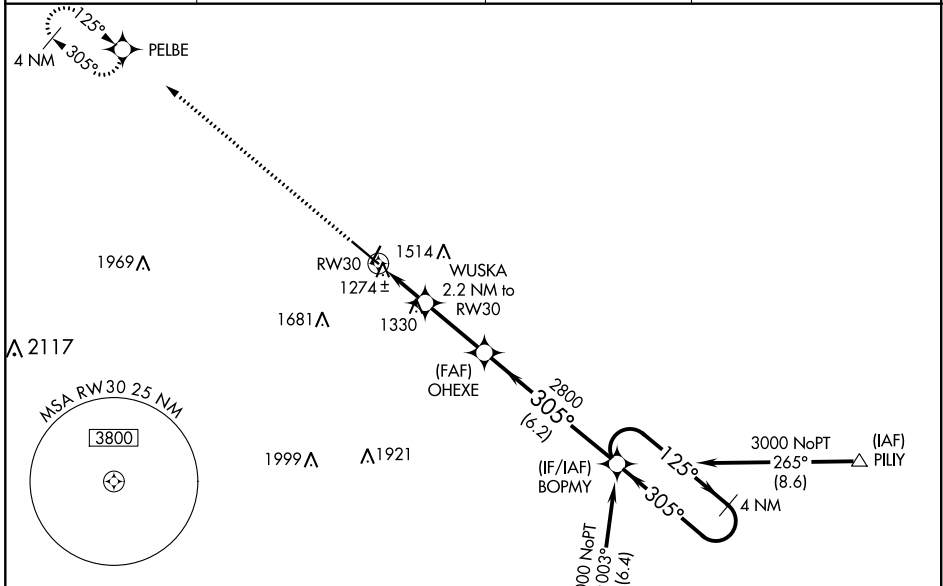 125°
305°
4 NM
PELBE
1969
RW30
1514
1274±
WUSKA
2.2 NM to
RW30
1681
1330
2117
(FAF)
OHEXE
MSA RW30 25 NM
3800
2800
305°
(6.2)
1999
1921
(IF/IAF)
BOPMY
125°
305°
4 NM
3000 NoPT
265°
(8.6)
(IAF)
PILIY
NoPT
003°
(6.4)